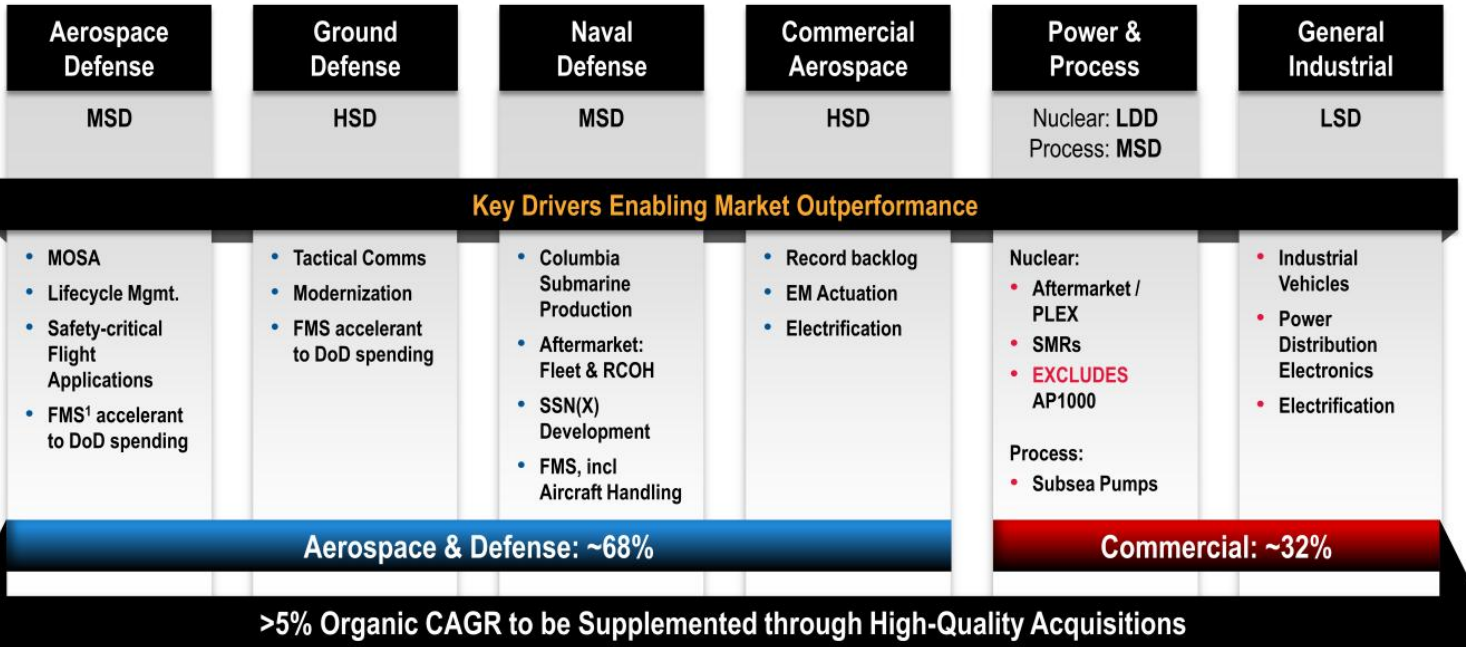 Aerospace
Defense
MSD
Ground
Defense
HSD
Naval
Defense
MSD
Commercial
Aerospace
HSD
Power &
Process
Nuclear: LDD
Process: MSD
General
Industrial
LSD
Key Drivers Enabling Market Outperformance
• MOSA
• Lifecycle Mgmt.
• Safety-critical
Flight
Applications
• FMS¹ accelerant
to DoD spending
• Tactical Comms
• Modernization
• FMS accelerant
to DoD spending
• Columbia
Submarine
Production
• Aftermarket:
Fleet & RCOH
• SSN(X)
Development
• FMS, incl
Aircraft Handling
• Record backlog
• EM Actuation
• Electrification
Nuclear:
• Aftermarket /
PLEX
• SMRs
• EXCLUDES
AP1000
Process:
• Subsea Pumps
• Industrial
Vehicles
• Power
Distribution
Electronics
• Electrification
Aerospace & Defense: ~68%
Commercial: ~32%
>5% Organic CAGR to be Supplemented through High-Quality Acquisitions